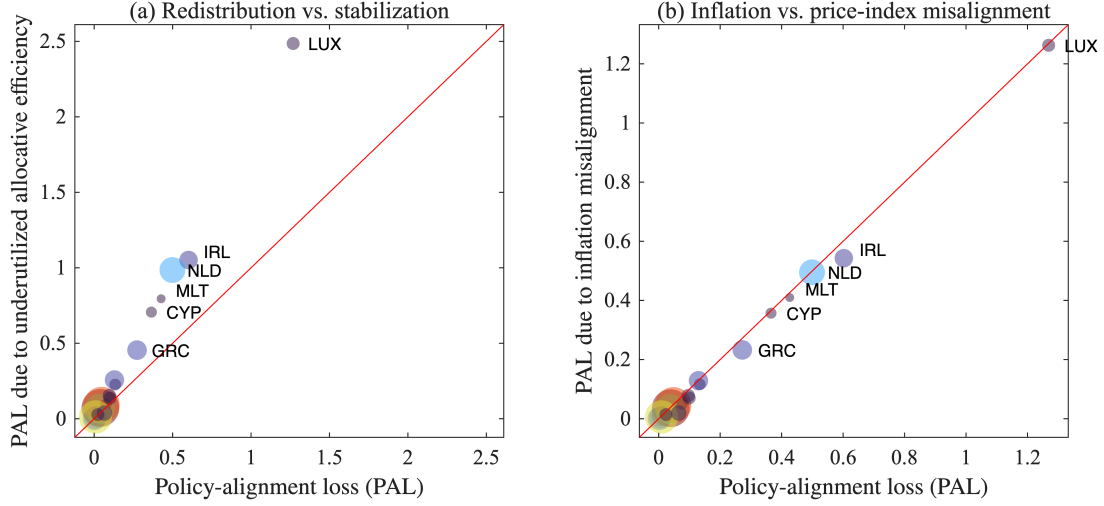 (a) Redistribution vs. stabilization
PAL due to underutilized allocative efficiency
2.5
2
1.5
1
0.5
0
LUX
IRL
NLD
MLT
CYP
GRC
0 0.5 1 1.5 2 2.5
Policy-alignment loss (PAL)
(b) Inflation vs. price-index misalignment
PAL due to inflation misalignment
1.2
1
0.8
0.6
0.4
0.2
0
LUX
IRL
NLD
MLT
CYP
GRC
0 0.2 0.4 0.6 0.8 1 1.2
Policy-alignment loss (PAL)